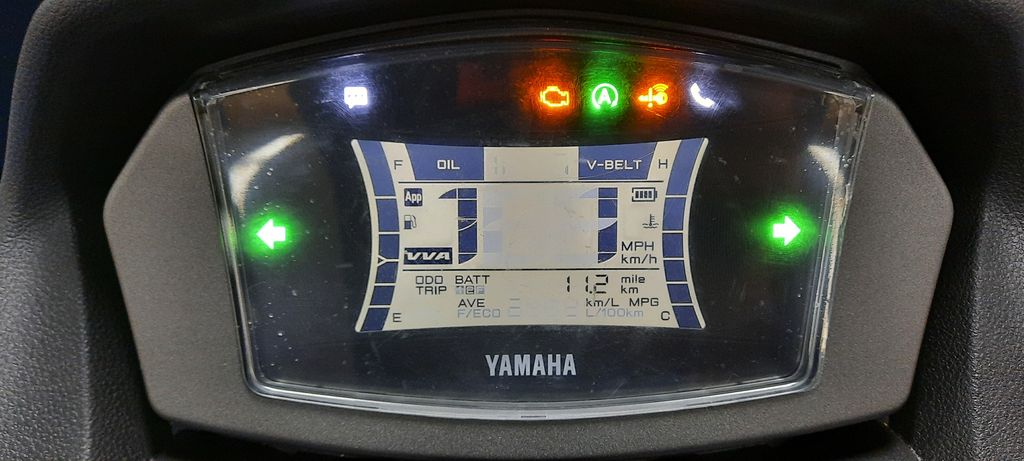 F OIL V-BELT H
App
MPH
VVA km/h
ODO BATT 11.2 mile
TRIP km
AVE km/L MPG
E F/ECO L/100km C
YAMAHA